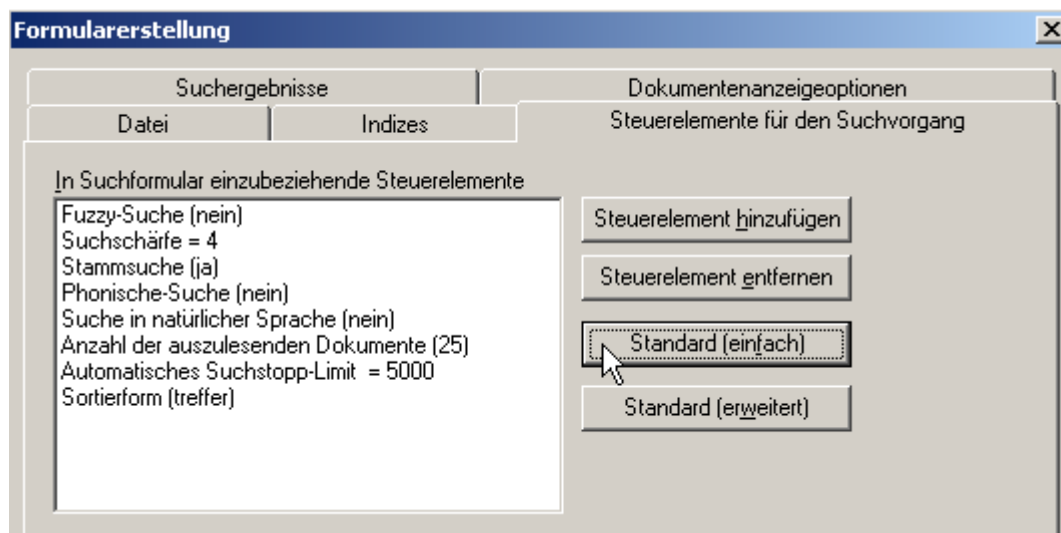 Formularerstellung
Suchergebnisse
Dokumentenanzeigeoptionen
Datei
Indizes
Steuerelemente für den Suchvorgang
In Suchformular einzubeziehende Steuerelemente
Fuzzy-Suche (nein)
Suchschärfe = 4
Stammsuche (ja)
Phonische-Suche (nein)
Suche in natürlicher Sprache (nein)
Anzahl der auszulesenden Dokumente (25)
Automatisches Suchstopp-Limit = 5000
Sortierform (treffer)
Steuerelement hinzufügen
Steuerelement entfernen
Standard (einfach)
Standard (erweitert)